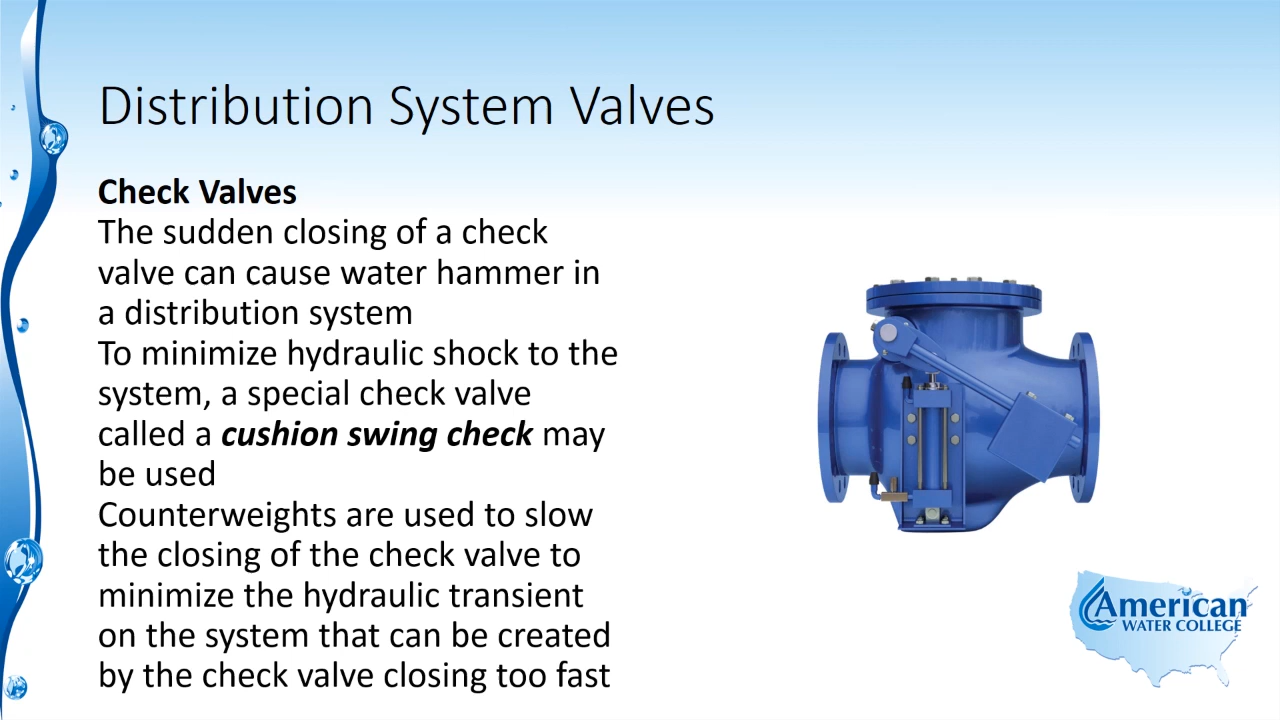 Distribution System Valves
Check Valves
The sudden closing of a check
valve can cause water hammer in
a distribution system
To minimize hydraulic shock to the
system, a special check valve
called a cushion swing check may
be used
Counterweights are used to slow
the closing of the check valve to
minimize the hydraulic transient
on the system that can be created
by the check valve closing too fast
American
WATER COLLEGE